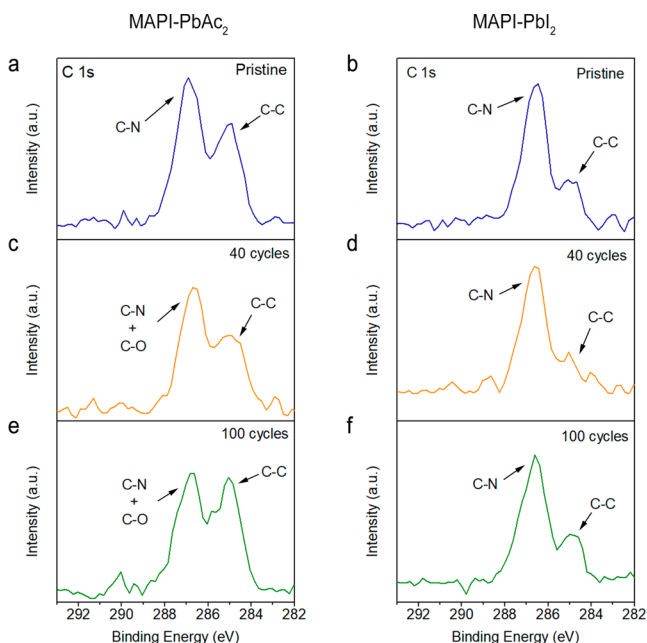 MAPI-PbAc₂
MAPI-PbI₂
a
C 1s
Pristine
C-N
C-C
Intensity (a.u.)
b
C 1s
Pristine
C-N
C-C
Intensity (a.u.)
c
40 cycles
C-N
+
C-O
C-C
Intensity (a.u.)
d
40 cycles
C-N
C-C
Intensity (a.u.)
e
100 cycles
C-N
+
C-O
C-C
Intensity (a.u.)
292 290 288 286 284 282
Binding Energy (eV)
f
100 cycles
C-N
C-C
Intensity (a.u.)
292 290 288 286 284 282
Binding Energy (eV)